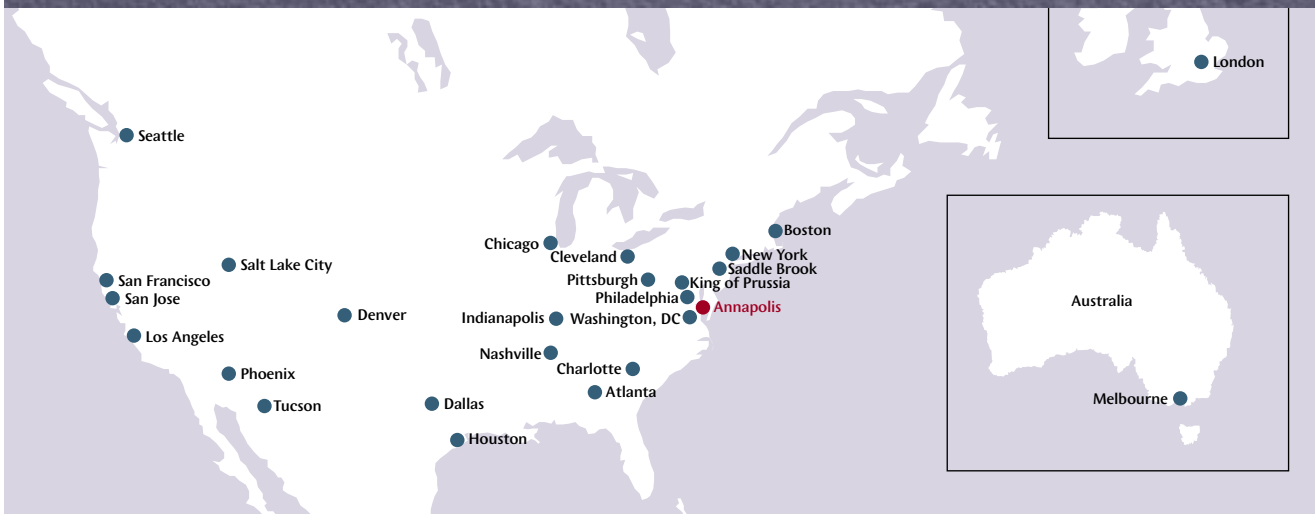 London
Seattle
Boston
Chicago
New York
Cleveland
Salt Lake City
Saddle Brook
Pittsburgh
San Francisco
King of Prussia
San Jose
Philadelphia
Australia
Annapolis
Denver
Indianapolis
Washington, DC
Los Angeles
Nashville
Charlotte
Phoenix
Atlanta
Melbourne
Tucson
Dallas
Houston